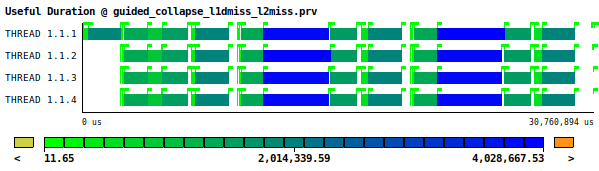 Useful Duration @ guided_collapse_l1dmiss_l2miss.prv
THREAD 1.1.1
THREAD 1.1.2
THREAD 1.1.3
THREAD 1.1.4
0 us 30,760,894 us
< 11.65 2,014,339.59 4,028,667.53 >